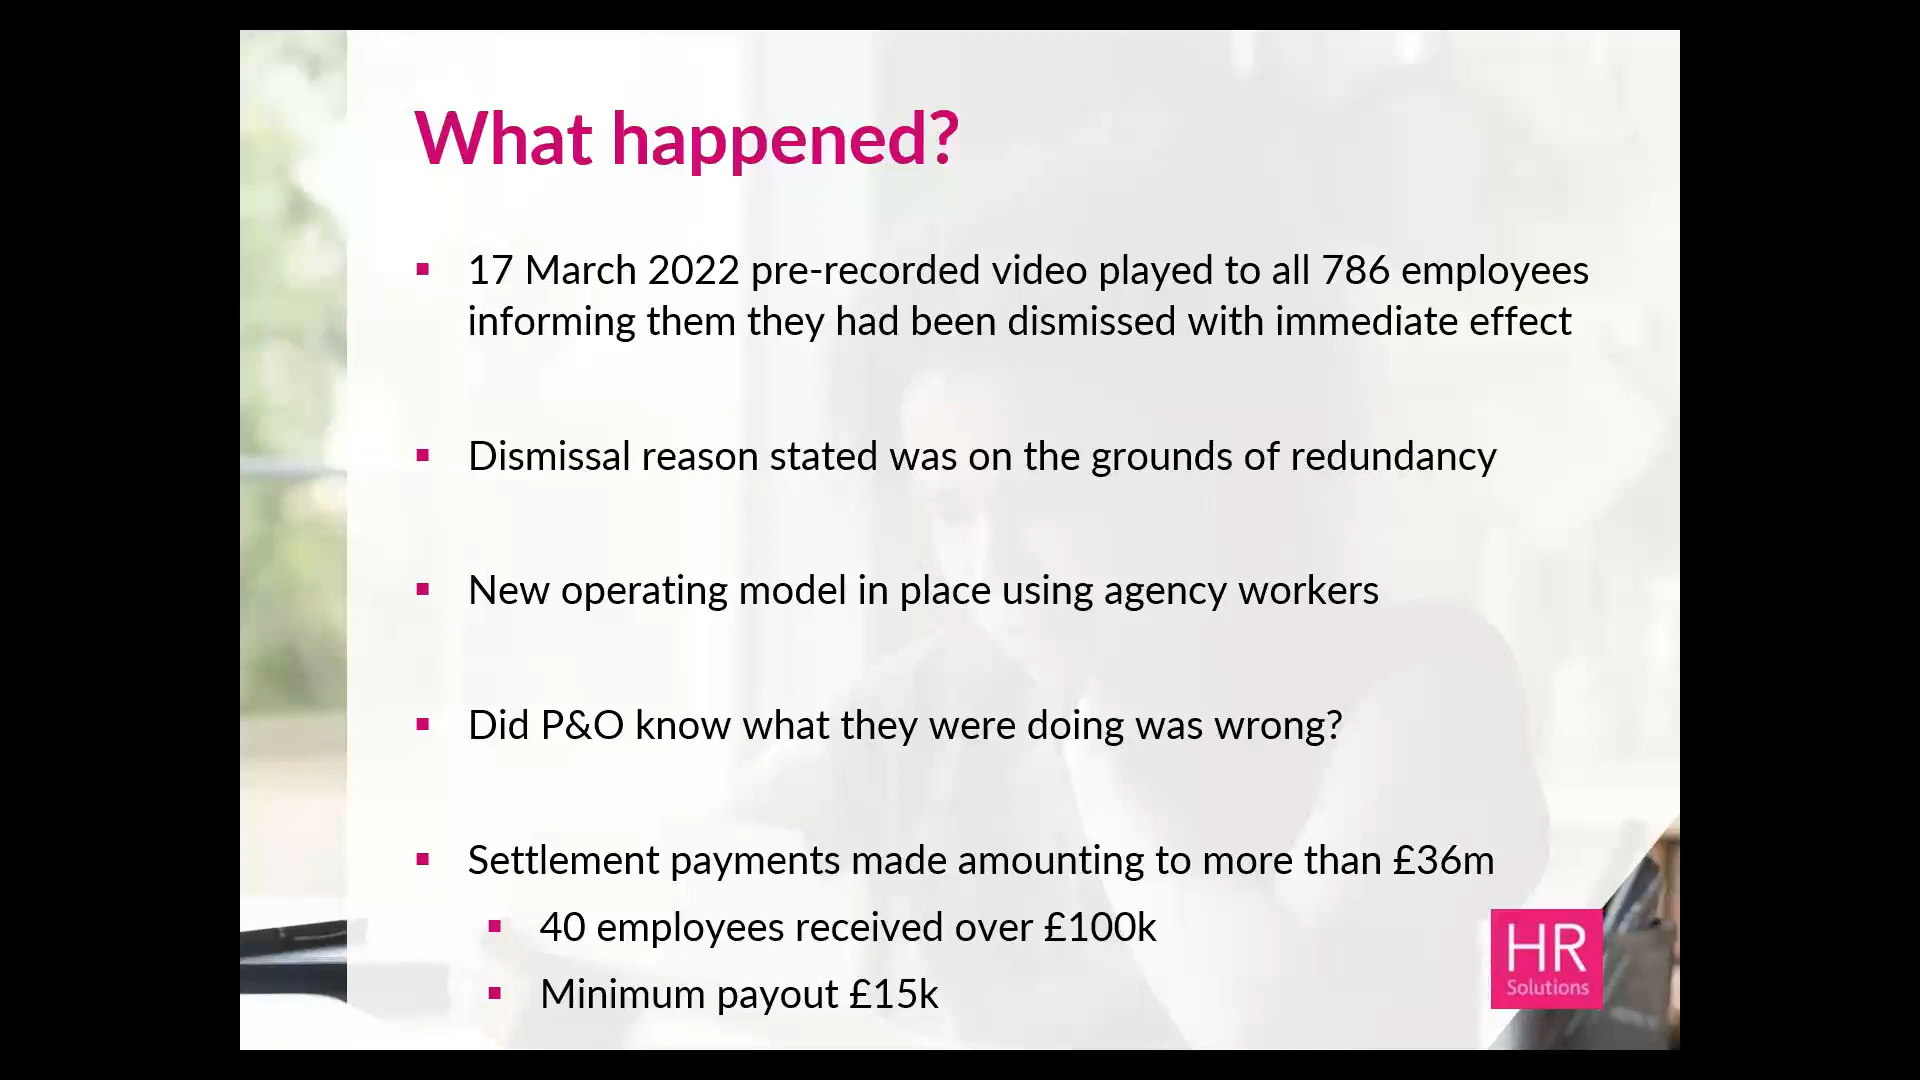 What happened?
▪ 17 March 2022 pre-recorded video played to all 786 employees
informing them they had been dismissed with immediate effect
▪ Dismissal reason stated was on the grounds of redundancy
▪ New operating model in place using agency workers
▪ Did P&O know what they were doing was wrong?
▪ Settlement payments made amounting to more than £36m
▪ 40 employees received over £100k
▪ Minimum payout £15k
HR
Solutions